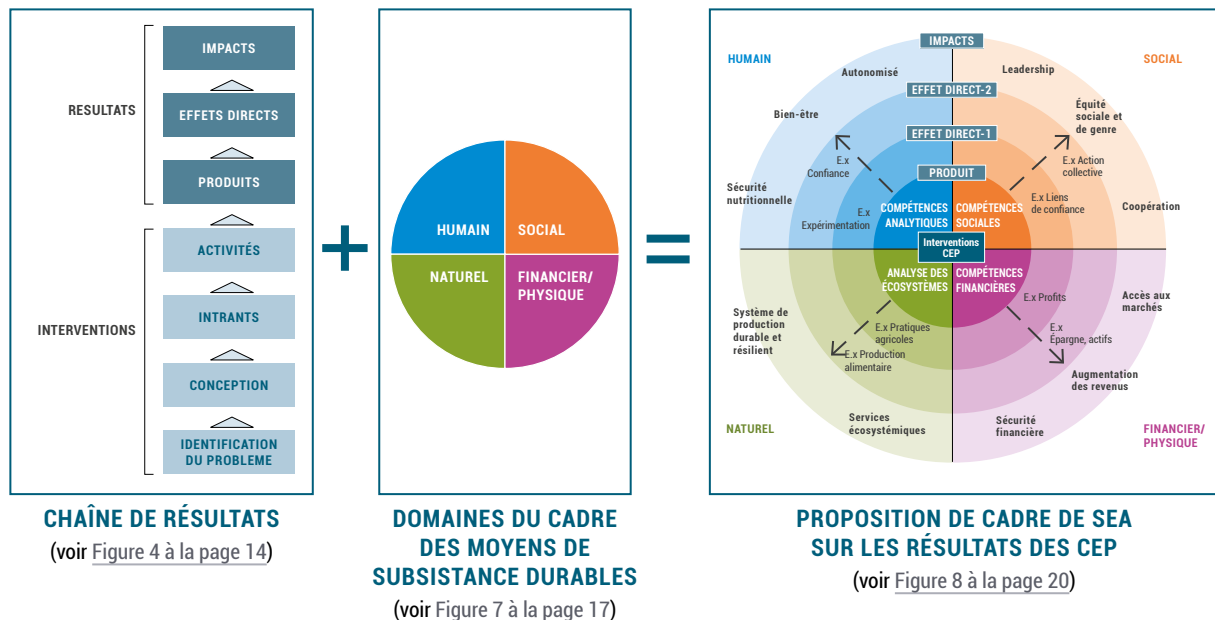 IMPACTS
RESULTATS
EFFETS DIRECTS
PRODUITS
ACTIVITÉS
INTERVENTIONS
INTRANTS
CONCEPTION
IDENTIFICATION
DU PROBLEME
CHAÎNE DE RÉSULTATS
(voir Figure 4 à la page 14)
+
HUMAIN
SOCIAL
NATUREL
FINANCIER/
PHYSIQUE
DOMAINES DU CADRE
DES MOYENS DE
SUBSISTANCE DURABLES
(voir Figure 7 à la page 17)
=
IMPACTS
HUMAIN
SOCIAL
Autonomisé
Leadership
EFFET DIRECT-2
Bien-être
Équité
sociale et
de genre
EFFET DIRECT-1
E.x
Confiance
E.x Action
collective
PRODUIT
Sécurité
nutritionnelle
E.x
Expérimentation
COMPÉTENCES
ANALYTIQUES
COMPÉTENCES
SOCIALES
E.x Liens
de confiance
Coopération
Interventions
CEP
ANALYSE DES
ÉCOSYSTÈMES
COMPÉTENCES
FINANCIÈRES
E.x Profits
Accès aux
marchés
Système de
production
durable et
résilient
E.x Pratiques
agricoles
E.x
Épargne, actifs
E.x Production
alimentaire
Augmentation
des revenus
Services
écosystémiques
Sécurité
financière
NATUREL
FINANCIER/
PHYSIQUE
PROPOSITION DE CADRE DE SEA
SUR LES RÉSULTATS DES CEP
(voir Figure 8 à la page 20)